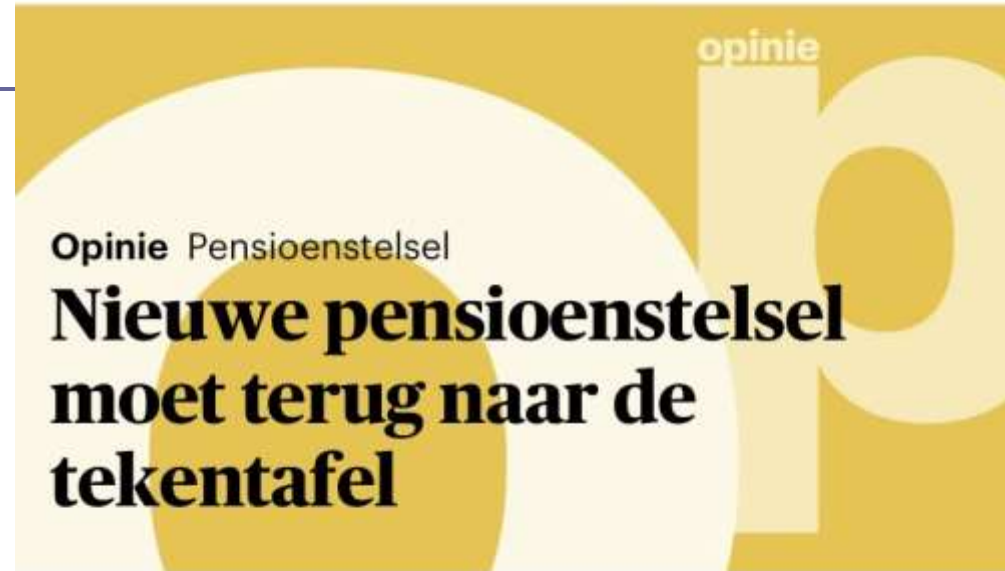 opinie
Opinie Pensioenstelsel
Nieuwe pensioenstelsel
moet terug naar de
tekentafel